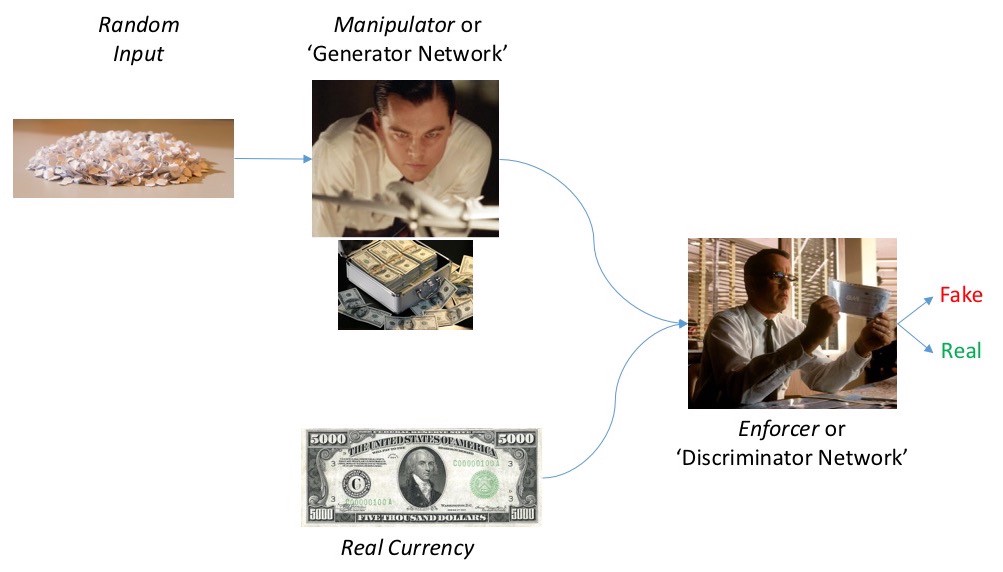 Random
Input
Manipulator or
‘Generator Network’
Fake
Real
Enforcer or
‘Discriminator Network’
5000
5000
THE UNITED STATES OF AMERICA
C00000100A
C
C00000100A
5000
5000
FIVE THOUSAND DOLLARS
Real Currency